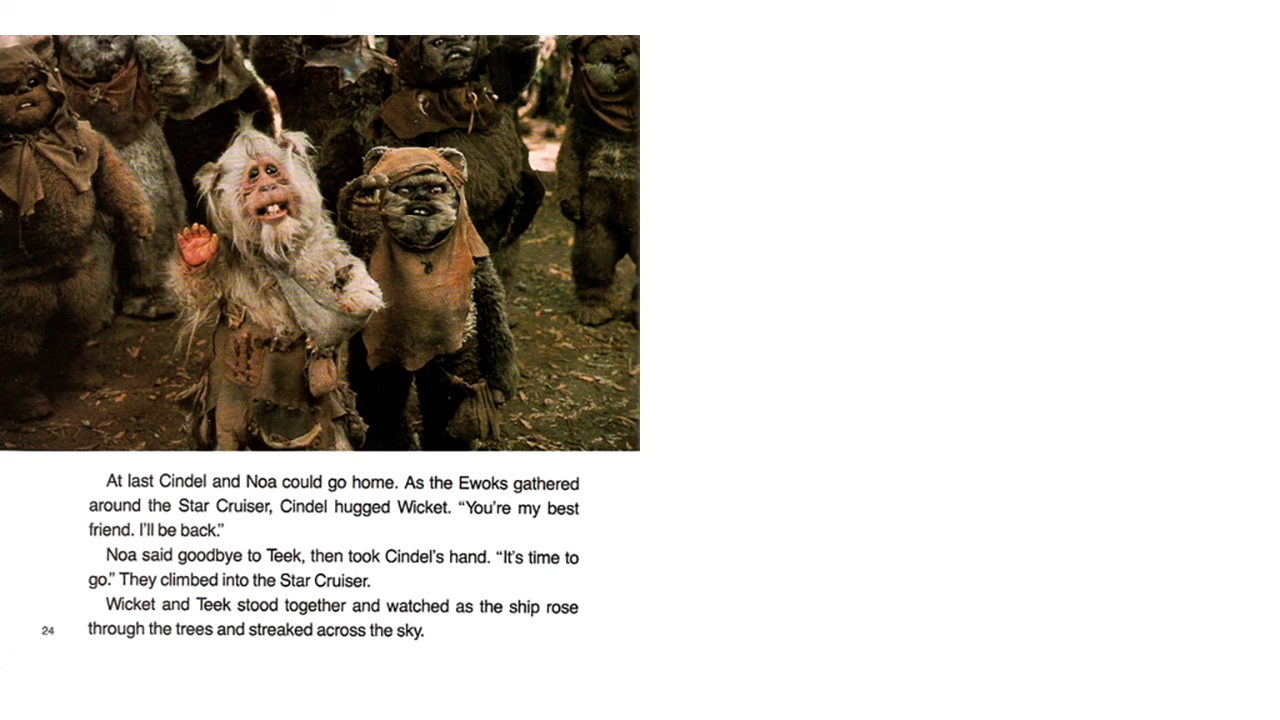 At last Cindel and Noa could go home. As the Ewoks gathered
around the Star Cruiser, Cindel hugged Wicket. “You’re my best
friend. I’ll be back.”
Noa said goodbye to Teek, then took Cindel’s hand. “It’s time to
go.” They climbed into the Star Cruiser.
Wicket and Teek stood together and watched as the ship rose
through the trees and streaked across the sky.
24